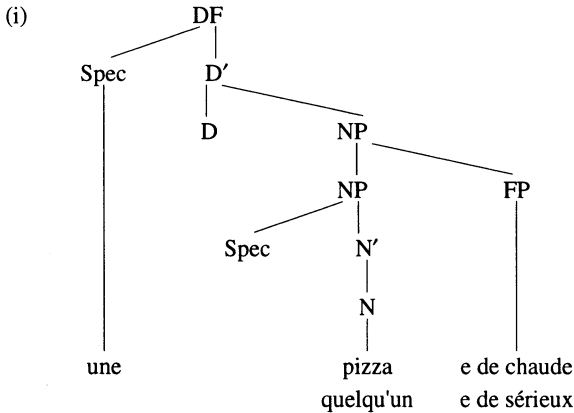 (i) DF
Spec D′
D NP
NP FP
Spec N′
N
une pizza e de chaude
quelqu'un e de sérieux